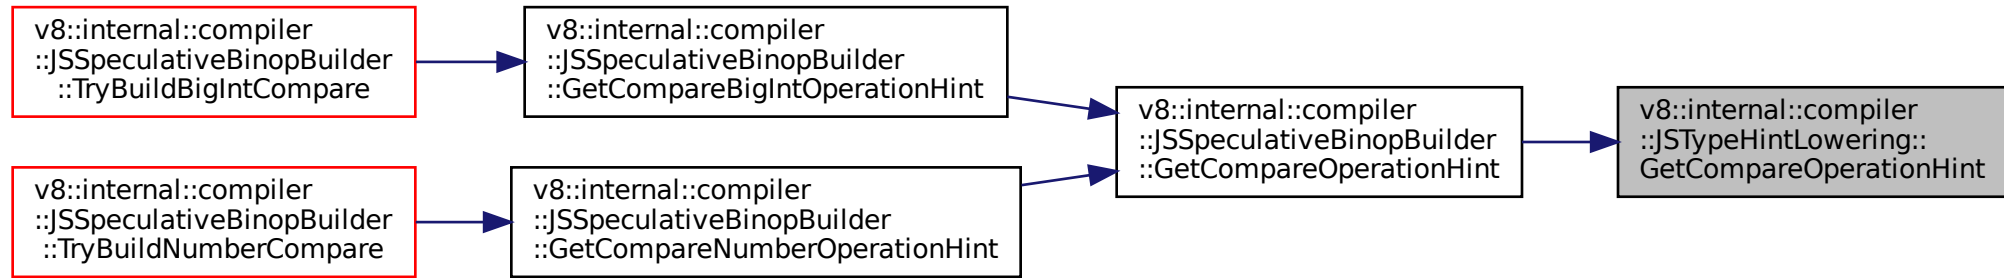 v8::internal::compiler
::JSSpeculativeBinopBuilder
::TryBuildBigIntCompare
v8::internal::compiler
::JSSpeculativeBinopBuilder
::GetCompareBigIntOperationHint
v8::internal::compiler
::JSSpeculativeBinopBuilder
::GetCompareOperationHint
v8::internal::compiler
::JSTypeHintLowering::
GetCompareOperationHint
v8::internal::compiler
::JSSpeculativeBinopBuilder
::TryBuildNumberCompare
v8::internal::compiler
::JSSpeculativeBinopBuilder
::GetCompareNumberOperationHint